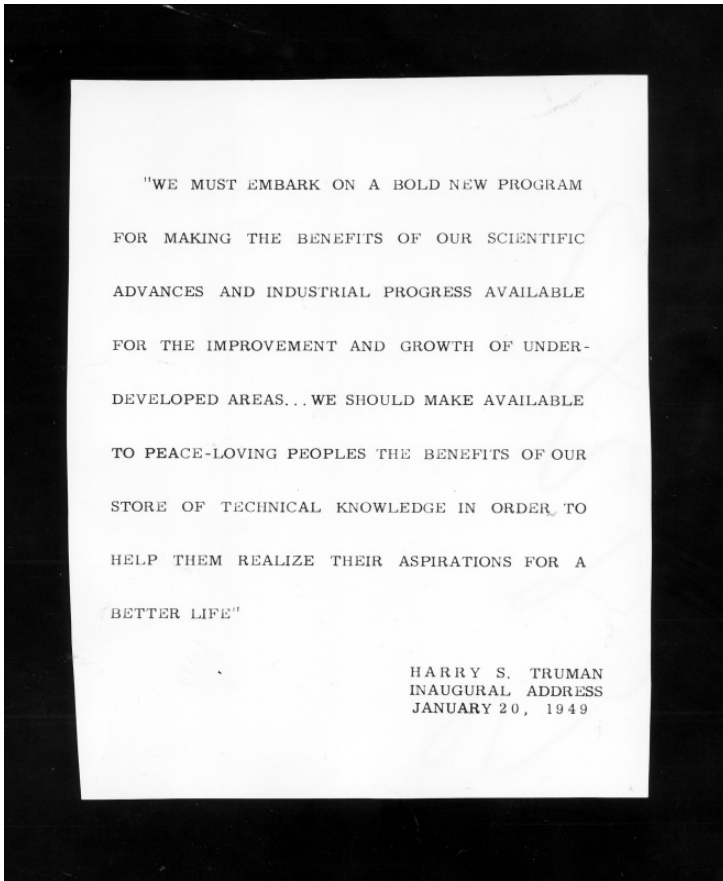 "WE MUST EMBARK ON A BOLD NEW PROGRAM
FOR MAKING THE BENEFITS OF OUR SCIENTIFIC
ADVANCES AND INDUSTRIAL PROGRESS AVAILABLE
FOR THE IMPROVEMENT AND GROWTH OF UNDER-
DEVELOPED AREAS...WE SHOULD MAKE AVAILABLE
TO PEACE-LOVING PEOPLES THE BENEFITS OF OUR
STORE OF TECHNICAL KNOWLEDGE IN ORDER TO
HELP THEM REALIZE THEIR ASPIRATIONS FOR A
BETTER LIFE"
HARRY S. TRUMAN
INAUGURAL ADDRESS
JANUARY 20, 1949